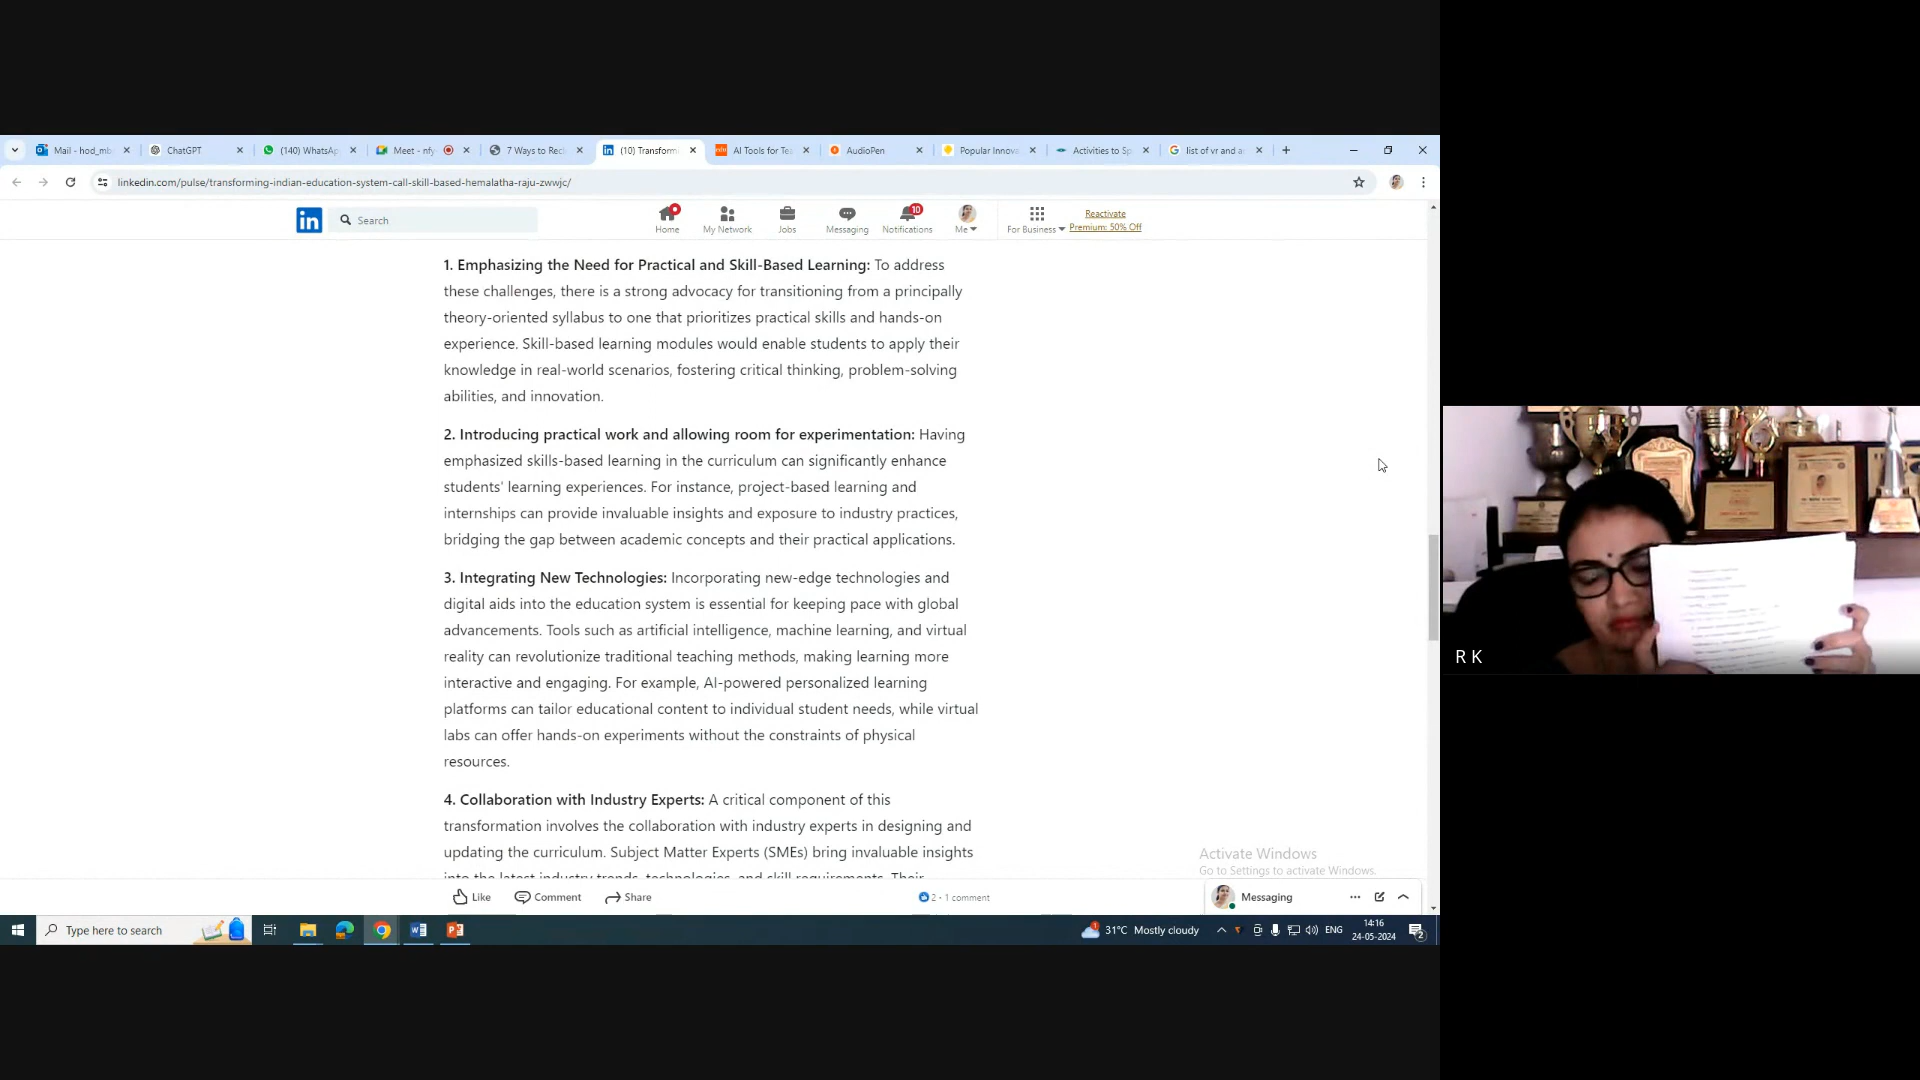 Mail - hod_mb
ChatGPT
(140) WhatsAp
Meet - nfy
7 Ways to Rec
(10) Transform
AI Tools for Te
AudioPen
Popular Innova
Activities to Sp
list of vr and a
linkedin.com/pulse/transforming-indian-education-system-call-skill-based-hemalatha-raju-zwwjc/
in
Search
Home
My Network
Jobs
Messaging
10
Notifications
Me
For Business
Reactivate
Premium: 50% Off
1. Emphasizing the Need for Practical and Skill-Based Learning: To address
these challenges, there is a strong advocacy for transitioning from a principally
theory-oriented syllabus to one that prioritizes practical skills and hands-on
experience. Skill-based learning modules would enable students to apply their
knowledge in real-world scenarios, fostering critical thinking, problem-solving
abilities, and innovation.
2. Introducing practical work and allowing room for experimentation: Having
emphasized skills-based learning in the curriculum can significantly enhance
students' learning experiences. For instance, project-based learning and
internships can provide invaluable insights and exposure to industry practices,
bridging the gap between academic concepts and their practical applications.
3. Integrating New Technologies: Incorporating new-edge technologies and
digital aids into the education system is essential for keeping pace with global
advancements. Tools such as artificial intelligence, machine learning, and virtual
reality can revolutionize traditional teaching methods, making learning more
interactive and engaging. For example, AI-powered personalized learning
platforms can tailor educational content to individual student needs, while virtual
labs can offer hands-on experiments without the constraints of physical
resources.
4. Collaboration with Industry Experts: A critical component of this
transformation involves the collaboration with industry experts in designing and
updating the curriculum. Subject Matter Experts (SMEs) bring invaluable insights
into the latest industry trends, technologies, and skill requirements. Their
Activate Windows
Go to Settings to activate Windows.
Like
Comment
Share
2 · 1 comment
Messaging
R K
Type here to search
31°C Mostly cloudy
ENG
14:16
24-05-2024
2